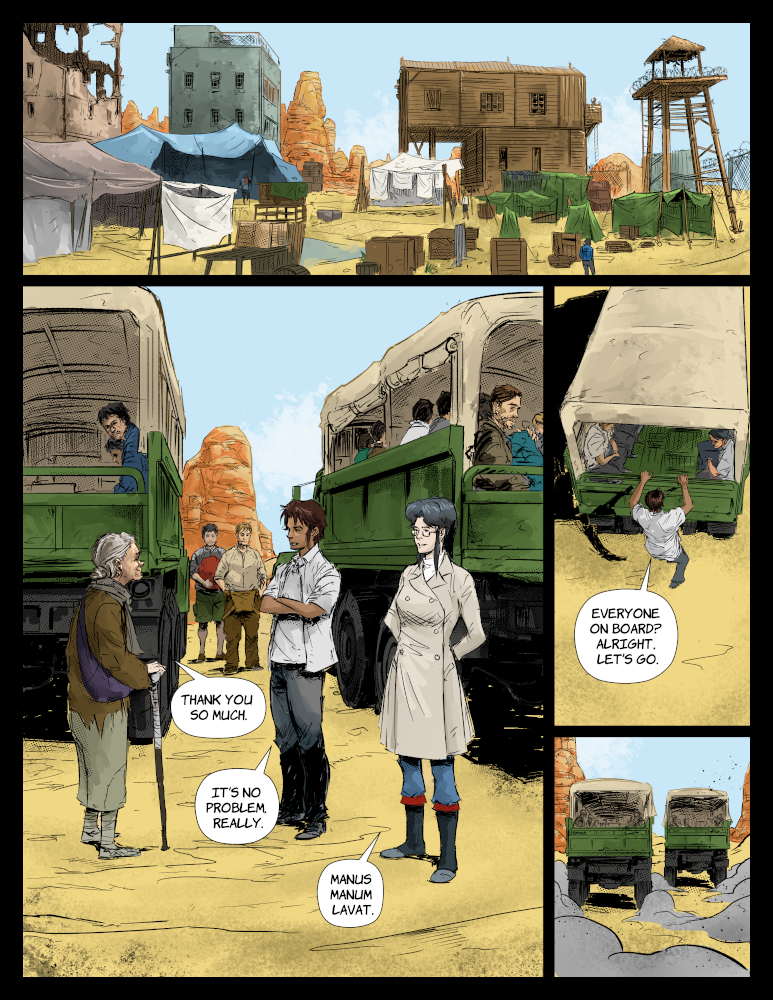 THANK YOU
SO MUCH.
IT'S NO
PROBLEM.
REALLY.
MANUS
MANUM
LAVAT.
EVERYONE
ON BOARD?
ALRIGHT,
LET'S GO.